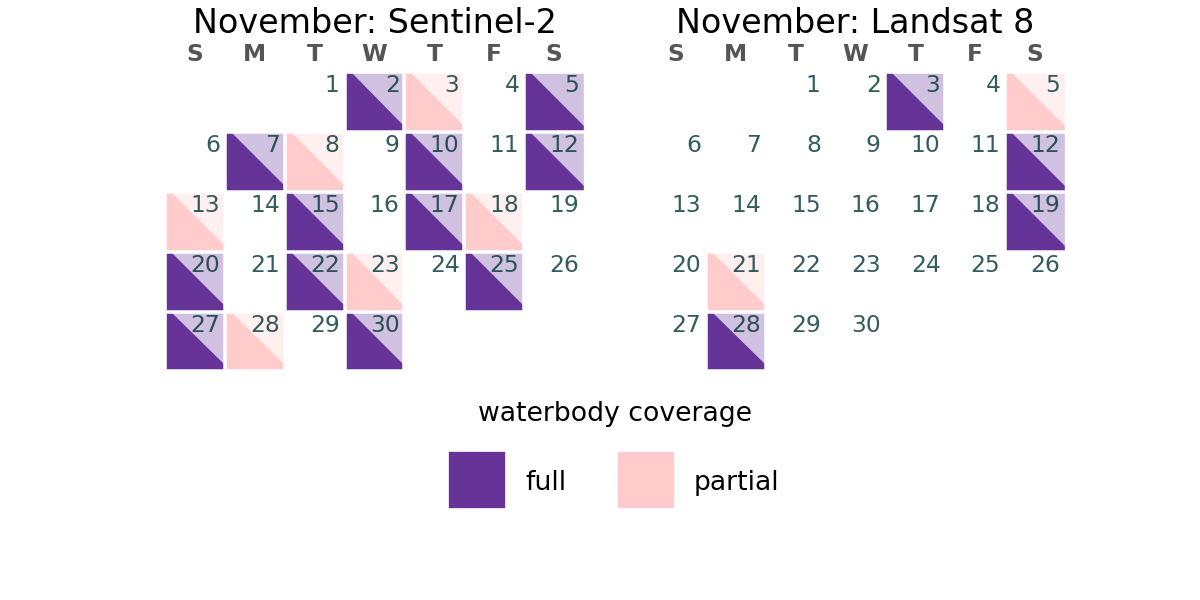 November: Sentinel-2
S M T W T F S
1 2 3 4 5
6 7 8 9 10 11 12
13 14 15 16 17 18 19
20 21 22 23 24 25 26
27 28 29 30
November: Landsat 8
S M T W T F S
1 2 3 4 5
6 7 8 9 10 11 12
13 14 15 16 17 18 19
20 21 22 23 24 25 26
27 28 29 30
waterbody coverage
full partial